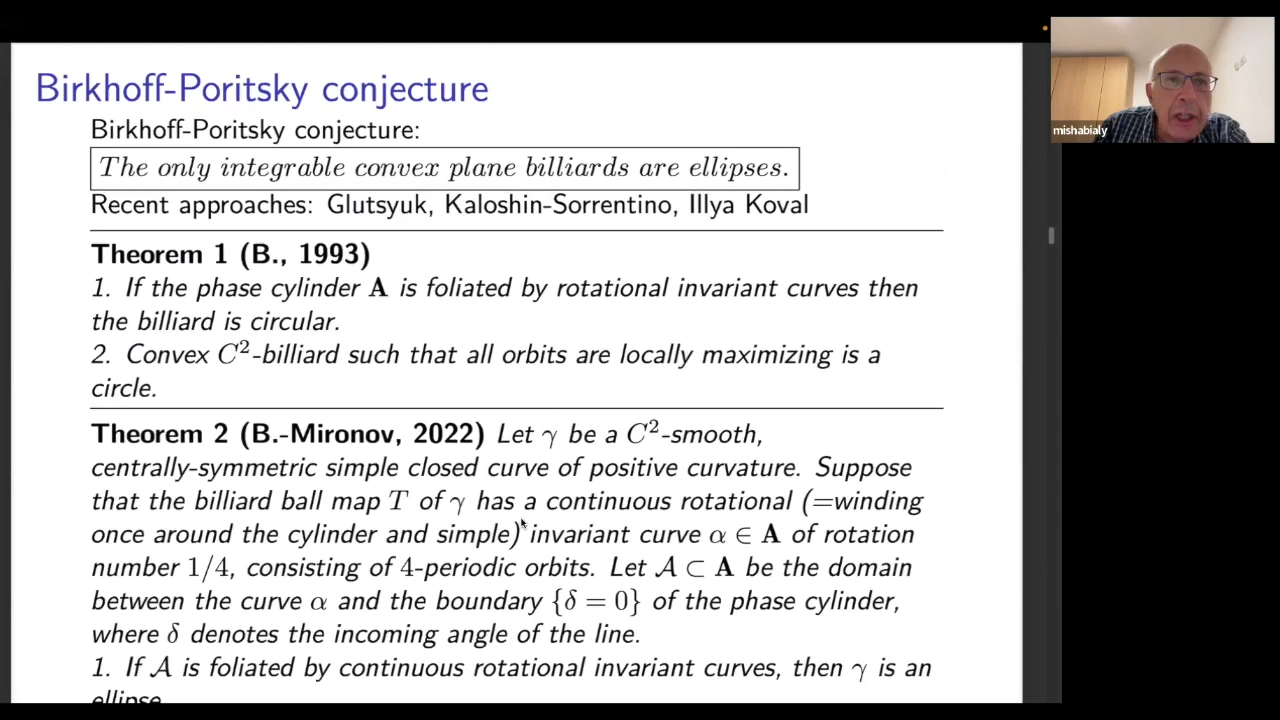 Birkhoff-Poritsky conjecture
Birkhoff-Poritsky conjecture:
The only integrable convex plane billiards are ellipses.
Recent approaches: Glutsyuk, Kaloshin-Sorrentino, Illya Koval
Theorem 1 (B., 1993)
1. If the phase cylinder A is foliated by rotational invariant curves then
the billiard is circular.
2. Convex C²-billiard such that all orbits are locally maximizing is a
circle.
Theorem 2 (B.-Mironov, 2022) Let γ be a C²-smooth,
centrally-symmetric simple closed curve of positive curvature. Suppose
that the billiard ball map T of γ has a continuous rotational (=winding
once around the cylinder and simple) invariant curve α ∈ A of rotation
number 1/4, consisting of 4-periodic orbits. Let 𝒜 ⊂ A be the domain
between the curve α and the boundary {δ = 0} of the phase cylinder,
where δ denotes the incoming angle of the line.
1. If 𝒜 is foliated by continuous rotational invariant curves, then γ is an
ellipse
mishabialy